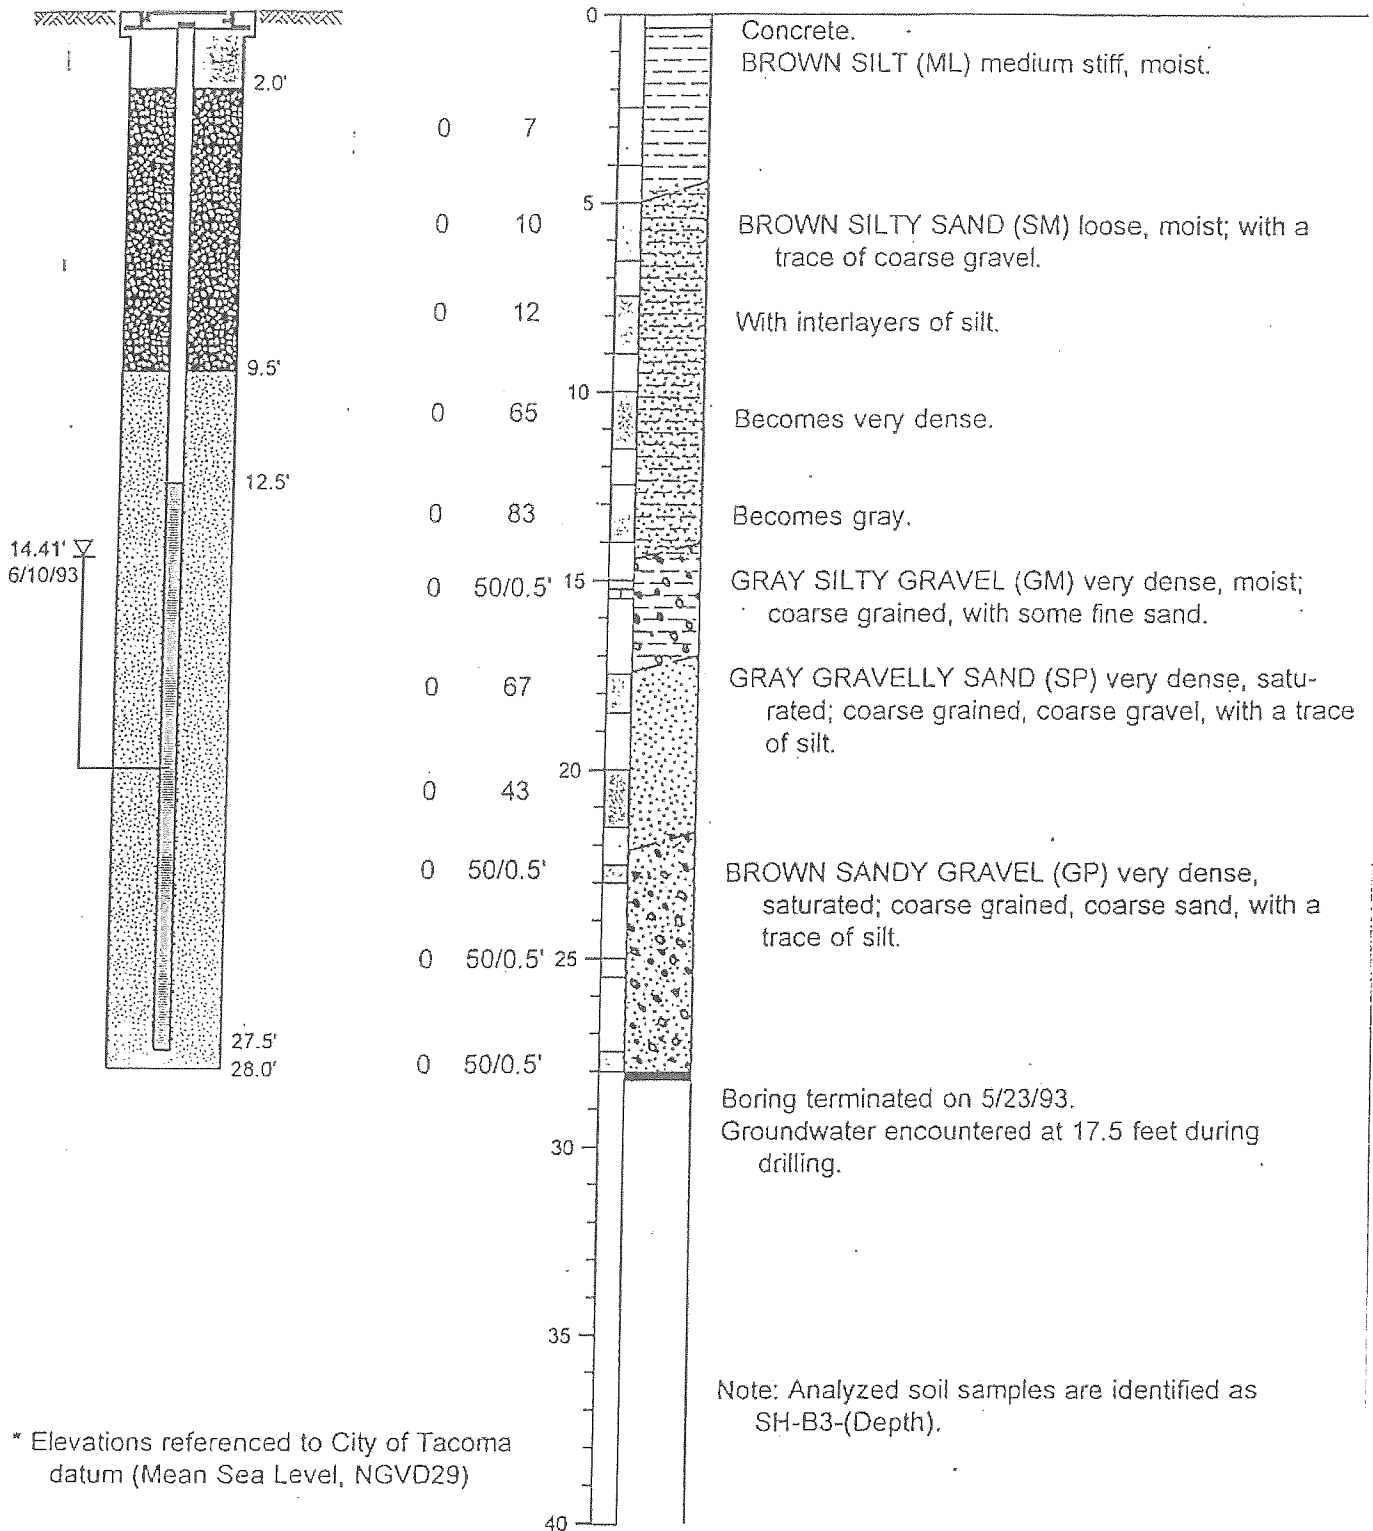 0
Concrete.
BROWN SILT (ML) medium stiff, moist.
2.0'
0 7
5
0 10
BROWN SILTY SAND (SM) loose, moist; with a
trace of coarse gravel.
0 12
With interlayers of silt.
9.5'
10
0 65
Becomes very dense.
12.5'
0 83
Becomes gray.
14.41'
6/10/93
0 50/0.5' 15
GRAY SILTY GRAVEL (GM) very dense, moist;
coarse grained, with some fine sand.
0 67
GRAY GRAVELLY SAND (SP) very dense, satu-
rated; coarse grained, coarse gravel, with a trace
of silt.
20
0 43
0 50/0.5'
BROWN SANDY GRAVEL (GP) very dense,
saturated; coarse grained, coarse sand, with a
trace of silt.
0 50/0.5' 25
27.5'
28.0'
0 50/0.5'
Boring terminated on 5/23/93.
Groundwater encountered at 17.5 feet during
drilling.
30
35
Note: Analyzed soil samples are identified as
SH-B3-(Depth).
* Elevations referenced to City of Tacoma
datum (Mean Sea Level, NGVD29)
40